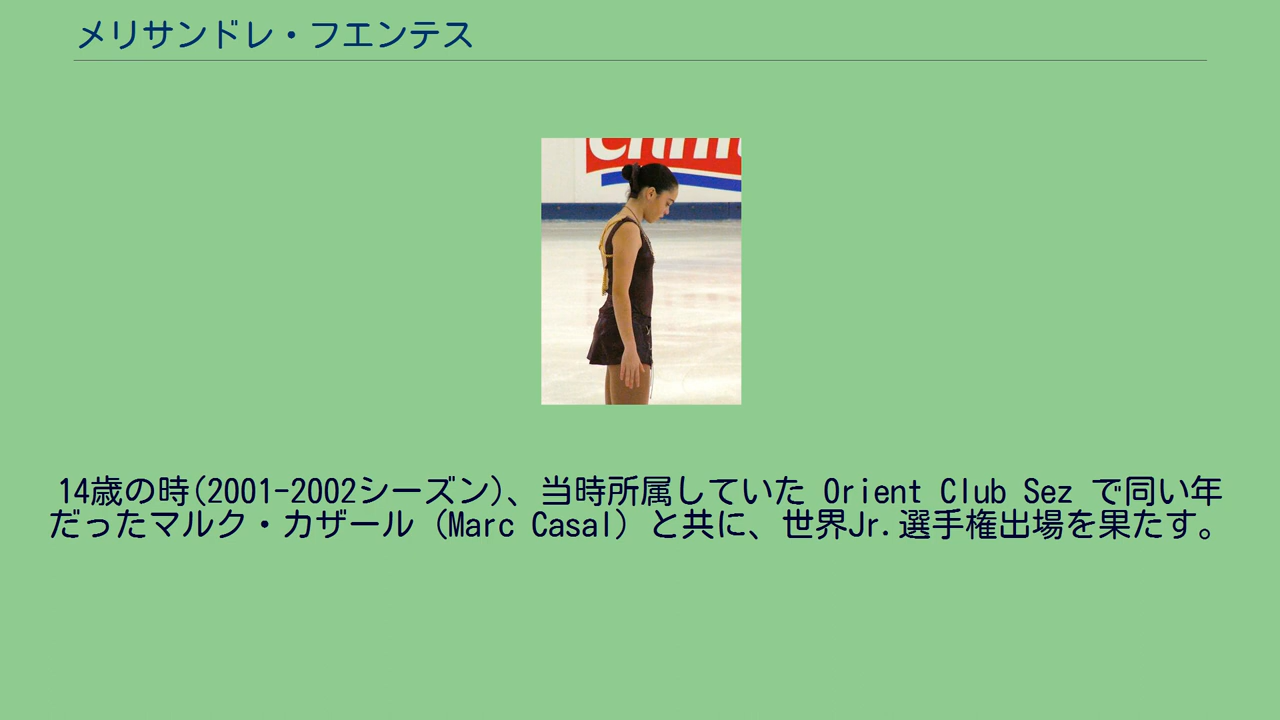 メリサンドレ・フエンテス
14歳の時(2001-2002シーズン)、当時所属していた Orient Club Sez で同い年
だったマルク・カザール (Marc Casal) と共に、世界Jr.選手権出場を果たす。